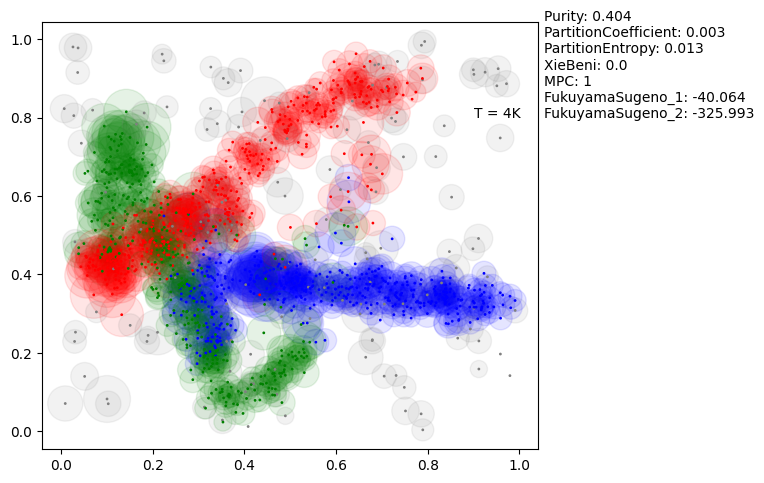 Purity: 0.404
PartitionCoefficient: 0.003
PartitionEntropy: 0.013
XieBeni: 0.0
MPC: 1
FukuyamaSugeno_1: -40.064
FukuyamaSugeno_2: -325.993
T = 4K
1.0
0.8
0.6
0.4
0.2
0.0
0.0 0.2 0.4 0.6 0.8 1.0